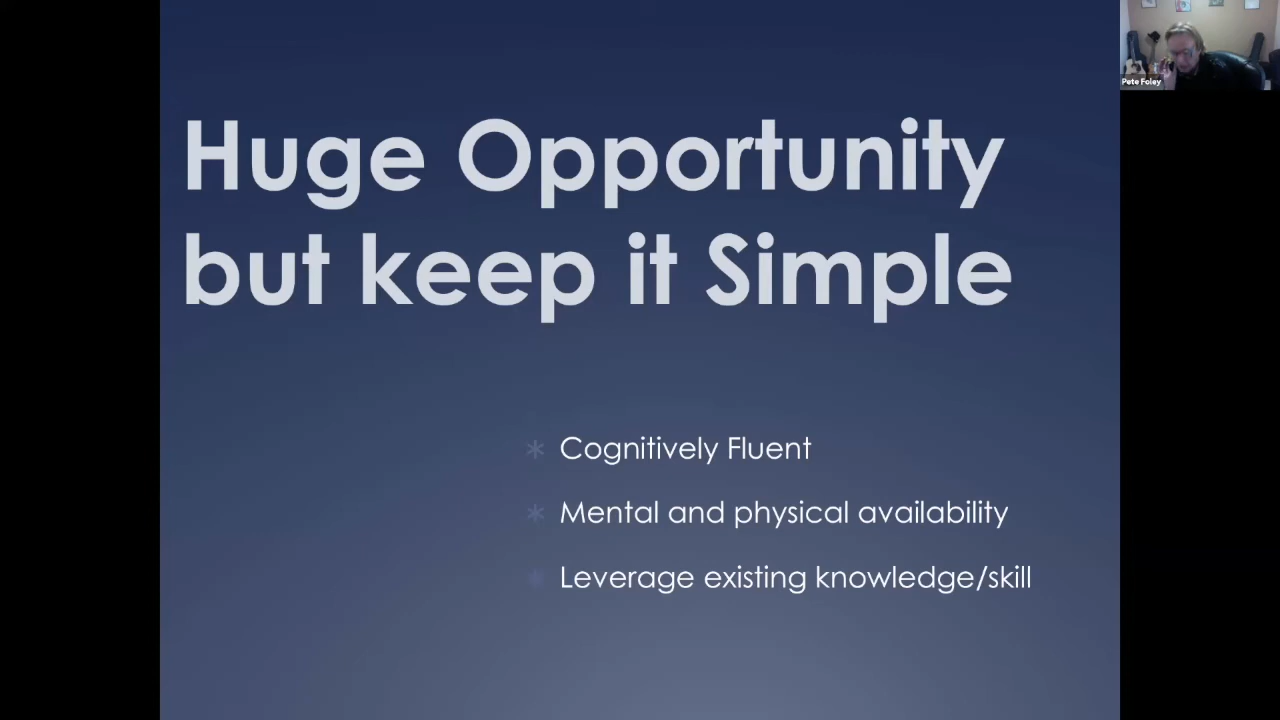 Huge Opportunity
but keep it Simple
* Cognitively Fluent
* Mental and physical availability
* Leverage existing knowledge/skill
Pete Foley